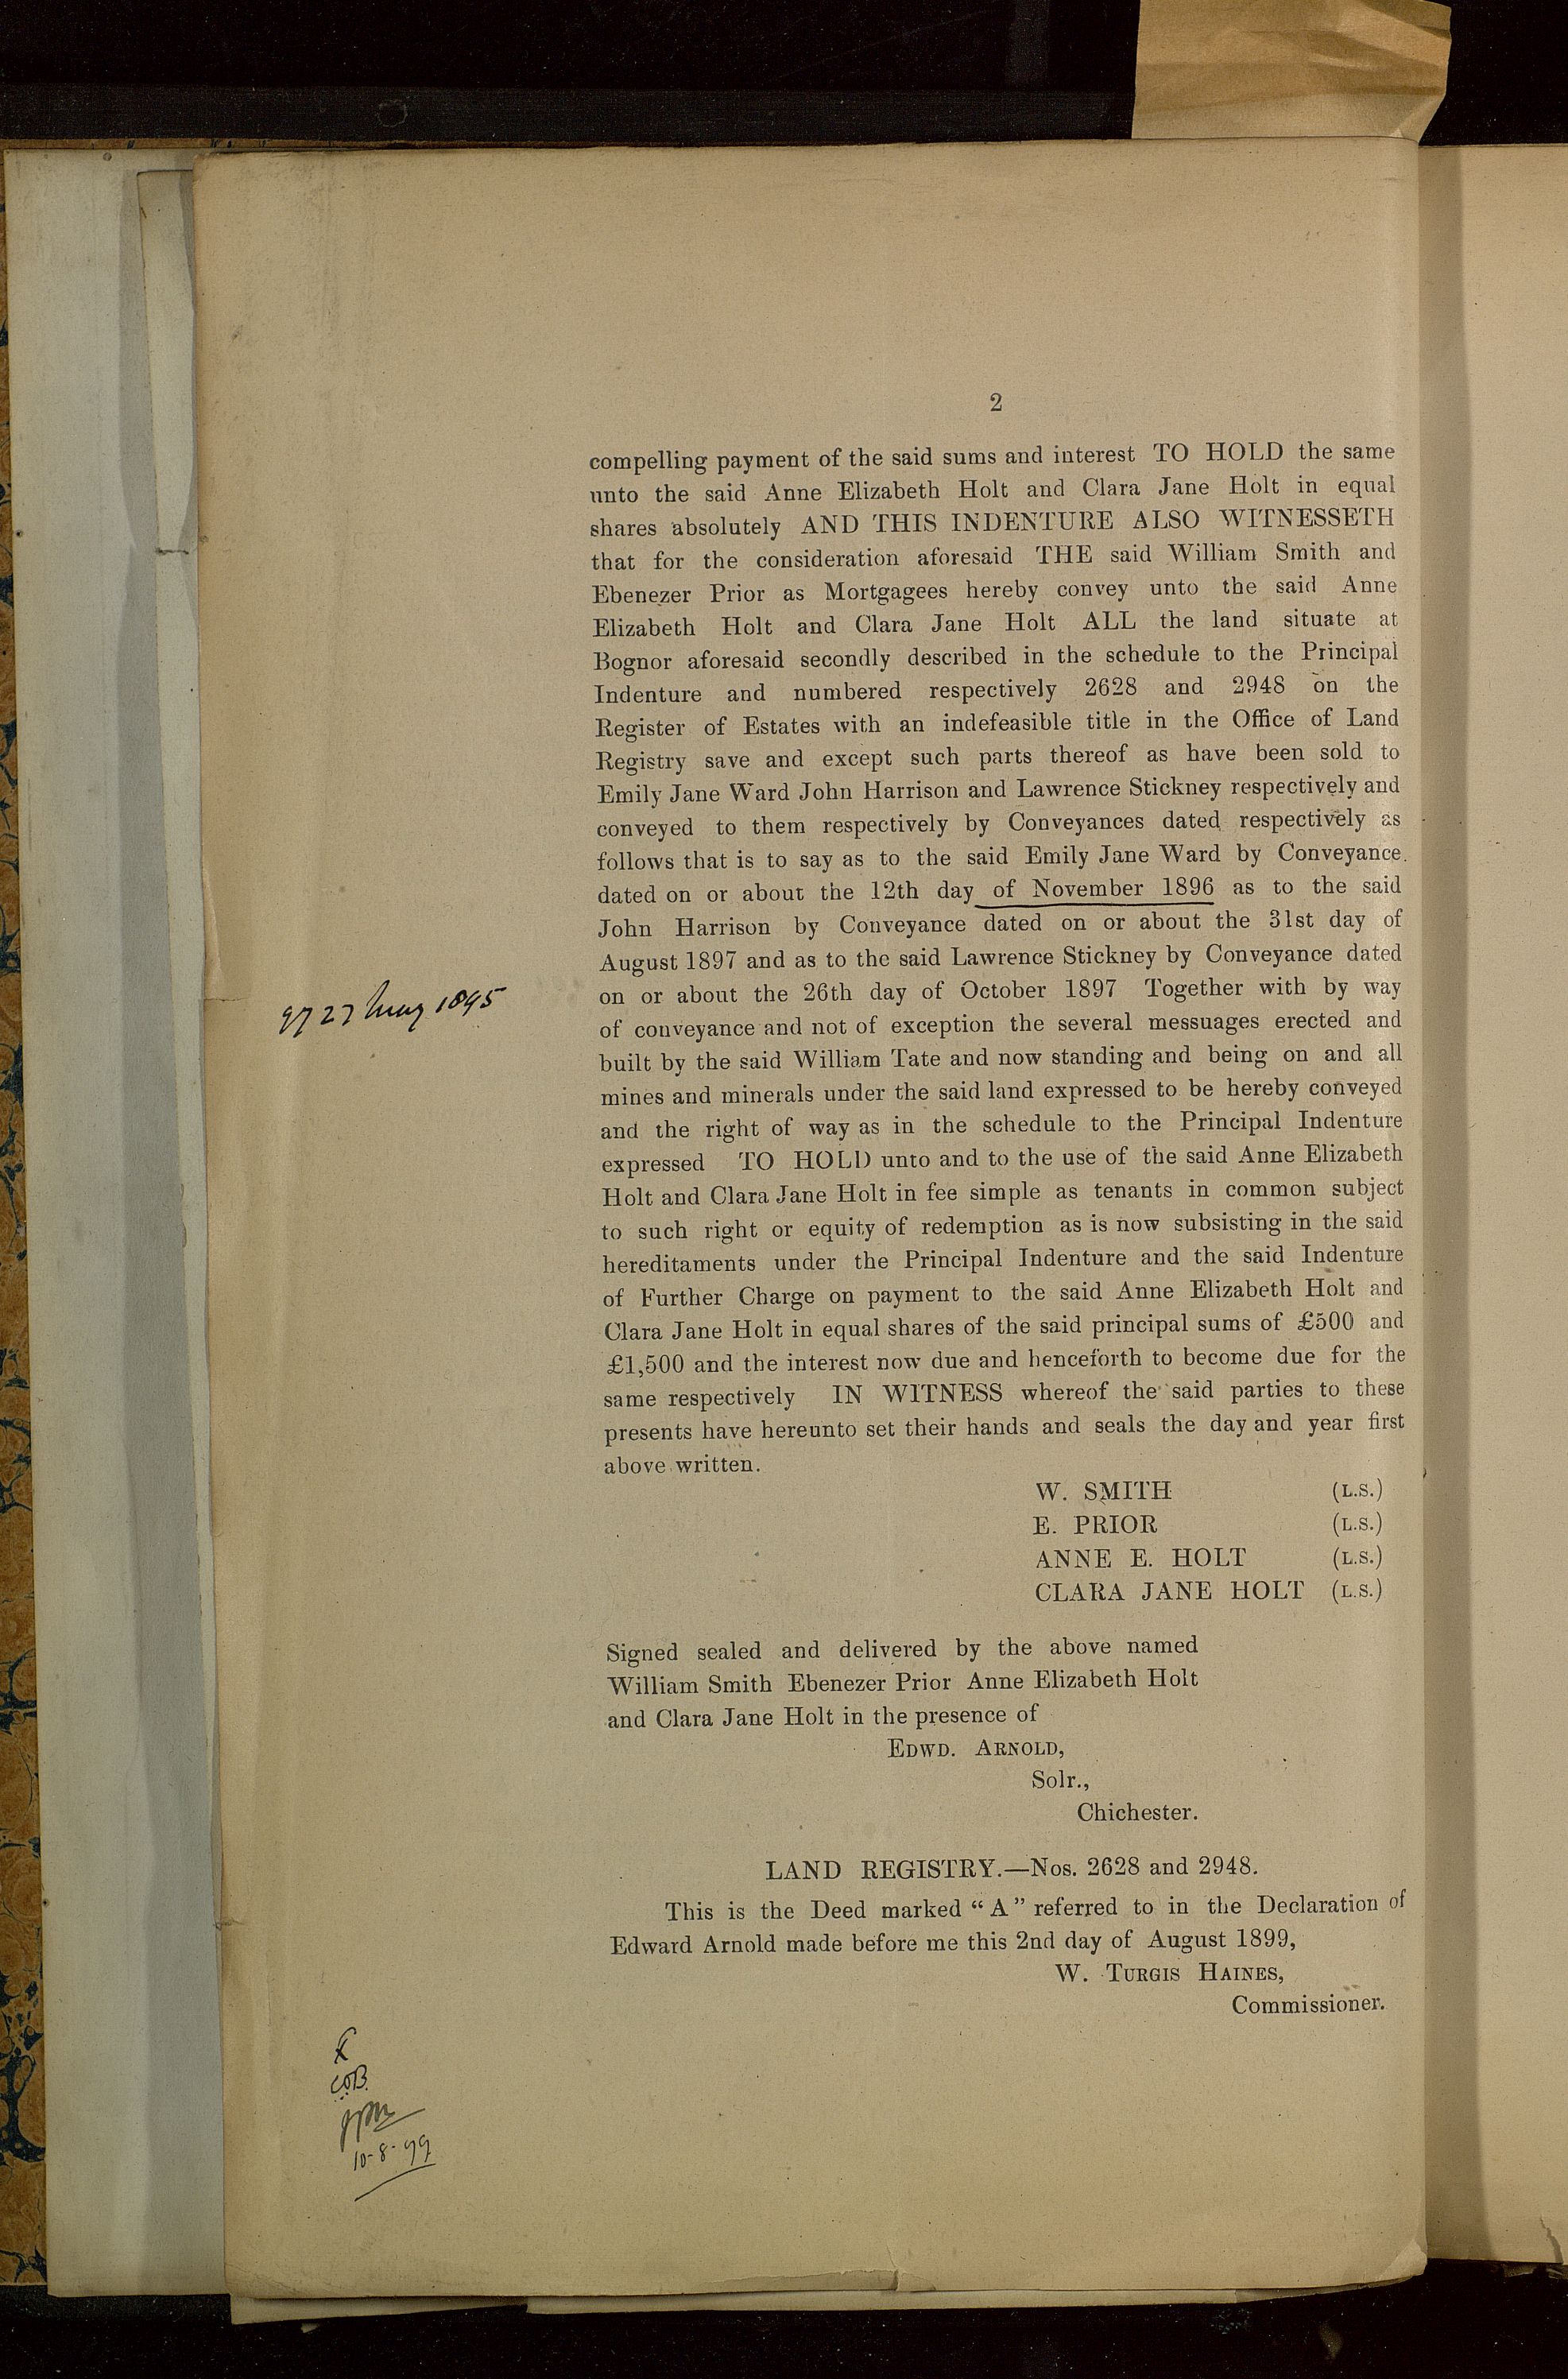 2
compelling payment of the said sums and interest TO HOLD the same
unto the said Anne Elizabeth Holt and Clara Jane Holt in equal
shares absolutely AND THIS INDENTURE ALSO WITNESSETH
that for the consideration aforesaid THE said William Smith and
Ebenezer Prior as Mortgagees hereby convey unto the said Anne
Elizabeth Holt and Clara Jane Holt ALL the land situate at
Bognor aforesaid secondly described in the schedule to the Principal
Indenture and numbered respectively 2628 and 2948 on the
Register of Estates with an indefeasible title in the Office of Land
Registry save and except such parts thereof as have been sold to
Emily Jane Ward John Harrison and Lawrence Stickney respectively and
conveyed to them respectively by Conveyances dated respectively as
follows that is to say as to the said Emily Jane Ward by Conveyance
dated on or about the 12th day of November 1896 as to the said
John Harrison by Conveyance dated on or about the 31st day of
August 1897 and as to the said Lawrence Stickney by Conveyance dated
on or about the 26th day of October 1897 Together with by way
of conveyance and not of exception the several messuages erected and
built by the said William Tate and now standing and being on and all
mines and minerals under the said land expressed to be hereby conveyed
and the right of way as in the schedule to the Principal Indenture
expressed TO HOLD unto and to the use of the said Anne Elizabeth
Holt and Clara Jane Holt in fee simple as tenants in common subject
to such right or equity of redemption as is now subsisting in the said
hereditaments under the Principal Indenture and the said Indenture
of Further Charge on payment to the said Anne Elizabeth Holt and
Clara Jane Holt in equal shares of the said principal sums of £500 and
£1,500 and the interest now due and henceforth to become due for the
same respectively IN WITNESS whereof the said parties to these
presents have hereunto set their hands and seals the day and year first
above written.
W. SMITH (L.S.)
E. PRIOR (L.S.)
ANNE E. HOLT (L.S.)
CLARA JANE HOLT (L.S.)
Signed sealed and delivered by the above named
William Smith Ebenezer Prior Anne Elizabeth Holt
and Clara Jane Holt in the presence of
EDWD. ARNOLD,
Solr.,
Chichester.
LAND REGISTRY.—Nos. 2628 and 2948.
This is the Deed marked "A" referred to in the Declaration of
Edward Arnold made before me this 2nd day of August 1899,
W. TURGIS HAINES,
Commissioner.
27 May 1895
10-8-99